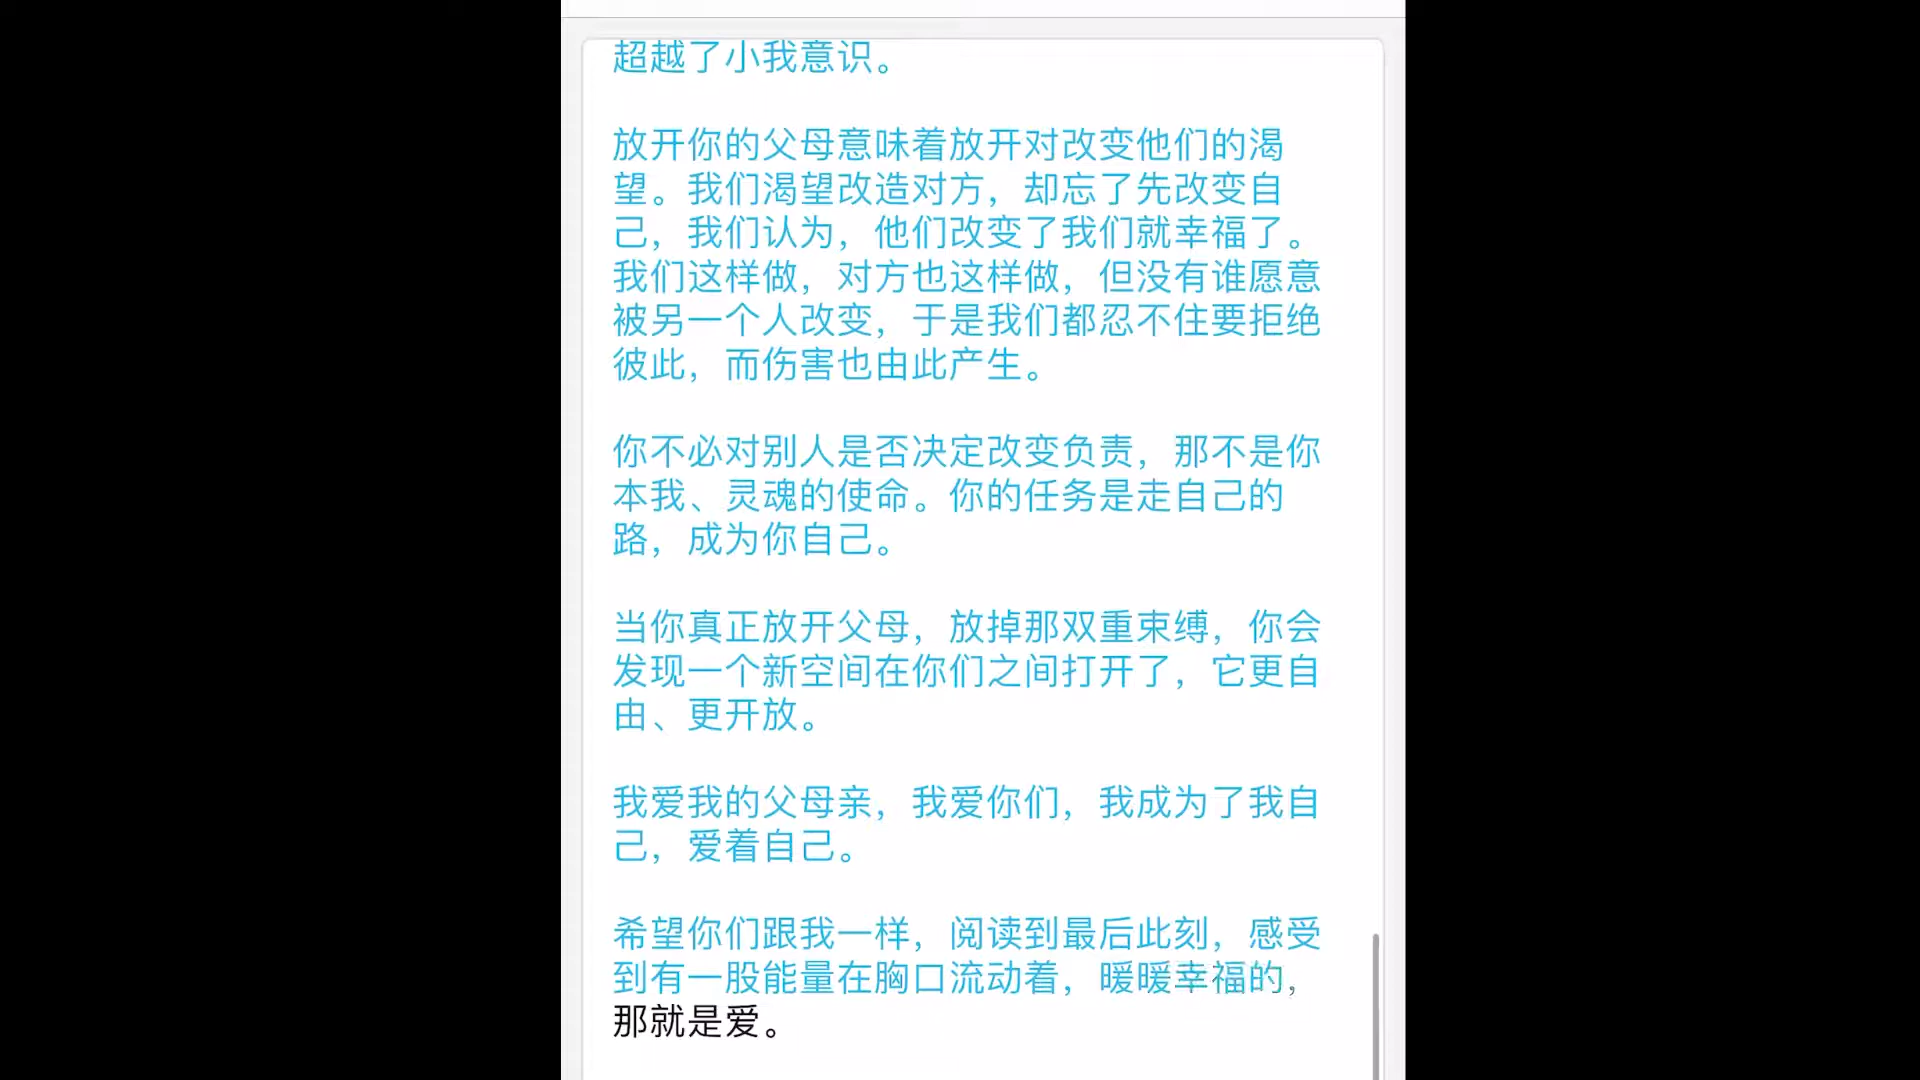 超越了小我意识。
放开你的父母意味着放开对改变他们的渴
望。我们渴望改造对方，却忘了先改变自
己，我们认为，他们改变了我们就幸福了。
我们这样做，对方也这样做，但没有谁愿意
被另一个人改变，于是我们都忍不住要拒绝
彼此，而伤害也由此产生。
你不必对别人是否决定改变负责，那不是你
本我、灵魂的使命。你的任务是走自己的
路，成为你自己。
当你真正放开父母，放掉那双重束缚，你会
发现一个新空间在你们之间打开了，它更自
由、更开放。
我爱我的父母亲，我爱你们，我成为了我自
己，爱着自己。
希望你们跟我一样，阅读到最后此刻，感受
到有一股能量在胸口流动着，暖暖幸福的，
那就是爱。